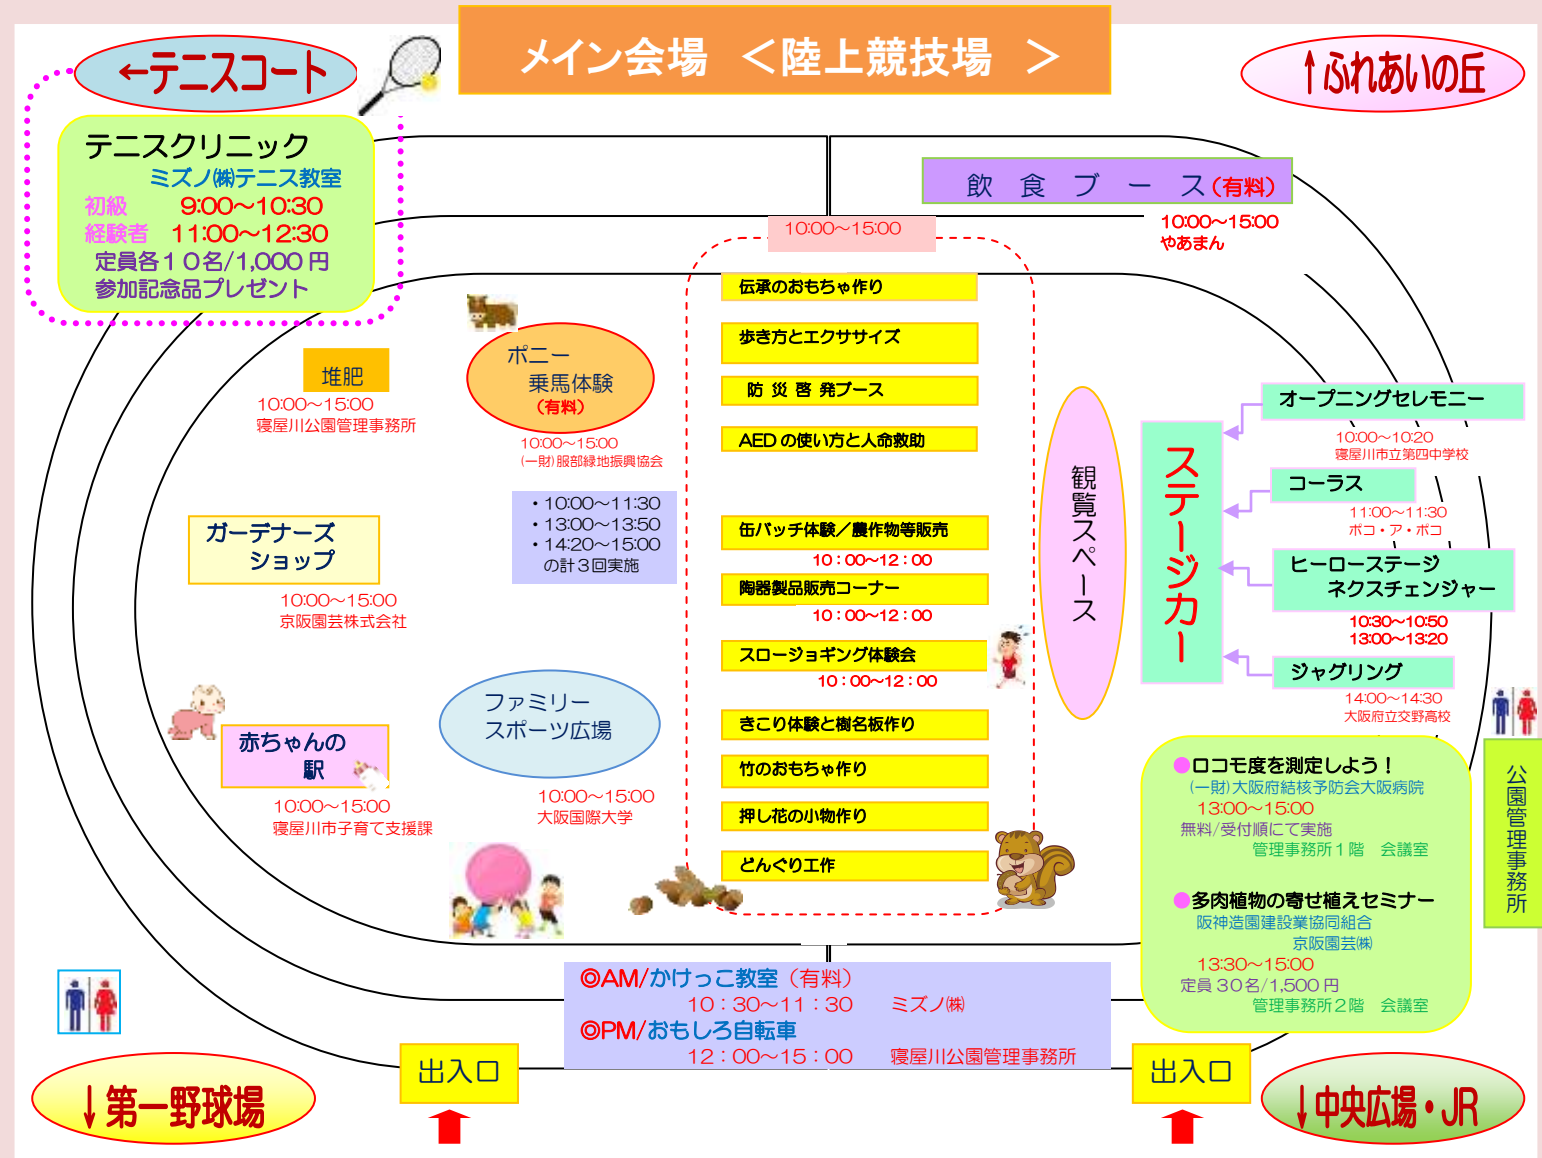 メイン会場 ＜陸上競技場 ＞
←テニスコート
↑ふれあいの丘
テニスクリニック
ミズノ㈱テニス教室
初級 9:00～10:30
経験者 11:00～12:30
定員各１０名/1,000 円
参加記念品プレゼント
飲 食 ブ ー ス(有料)
10:00～15:00
やあまん
10:00～15:00
伝承のおもちゃ作り
歩き方とエクササイズ
防 災 啓 発ブース
AED の使い方と人命救助
缶バッチ体験／農作物等販売
10：00～12：00
陶器製品販売コーナー
10：00～12：00
スロージョギング体験会
10：00～12：00
きこり体験と樹名板作り
竹のおもちゃ作り
押し花の小物作り
どんぐり工作
堆肥
10:00～15:00
寝屋川公園管理事務所
ポニー
乗馬体験
(有料)
10:00～15:00
(一財)服部緑地振興協会
・10:00～11:30
・13:00～13:50
・14:20～15:00
の計３回実施
ガーデナーズ
ショップ
10:00～15:00
京阪園芸株式会社
ファミリー
スポーツ広場
10:00～15:00
大阪国際大学
赤ちゃんの
駅
10:00～15:00
寝屋川市子育て支援課
観覧スペース
ステージカー
オープニングセレモニー
10:00～10:20
寝屋川市立第四中学校
コーラス
11:00～11:30
ポコ・ア・ポコ
ヒーローステージ
ネクスチェンジャー
10:30～10:50
13:00～13:20
ジャグリング
14:00～14:30
大阪府立交野高校
●ロコモ度を測定しよう！
(一財)大阪府結核予防会大阪病院
13:00～15:00
無料/受付順にて実施
管理事務所１階 会議室
●多肉植物の寄せ植えセミナー
阪神造園建設業協同組合
京阪園芸㈱
13:30～15:00
定員３０名/1,500 円
管理事務所２階 会議室
公園管理事務所
◎AM/かけっこ教室（有料）
10：30～11：30 ミズノ㈱
◎PM/おもしろ自転車
12：00～15：00 寝屋川公園管理事務所
出入口
出入口
↓第一野球場
↓中央広場・JR